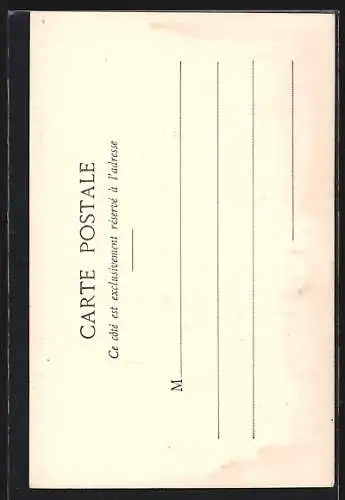 CARTE POSTALE
Ce côté est exclusivement réservé à l'adresse
M